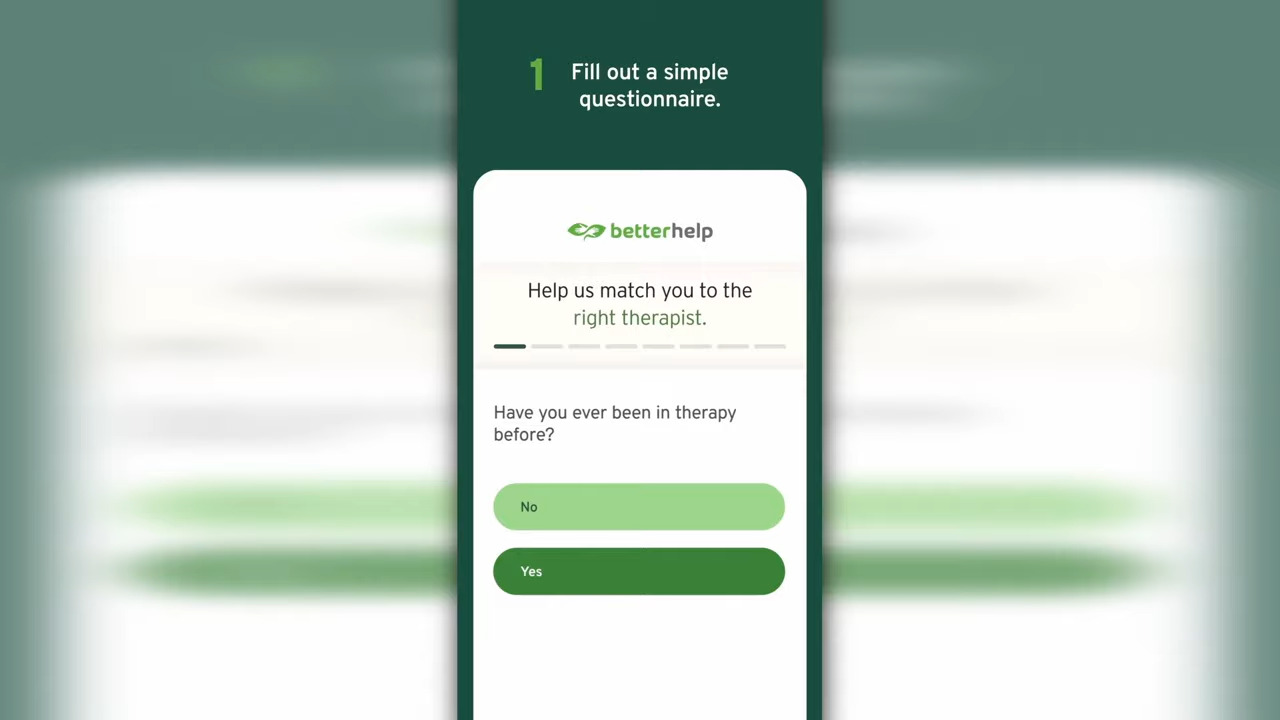 1 Fill out a simple
questionnaire.
betterhelp
Help us match you to the
right therapist.
Have you ever been in therapy
before?
No
Yes